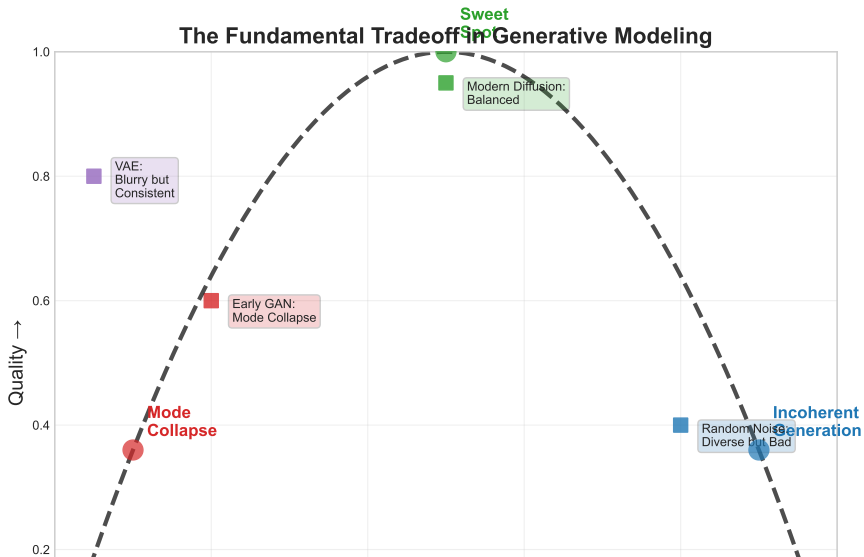 Sweet
Spot
The Fundamental Tradeoff in Generative Modeling
1.0
Modern Diffusion:
Balanced
VAE:
Blurry but
Consistent
0.8
0.6
Early GAN:
Mode Collapse
Quality →
Mode
Collapse
0.4
Incoherent
Generation
Random Noise:
Diverse but Bad
0.2